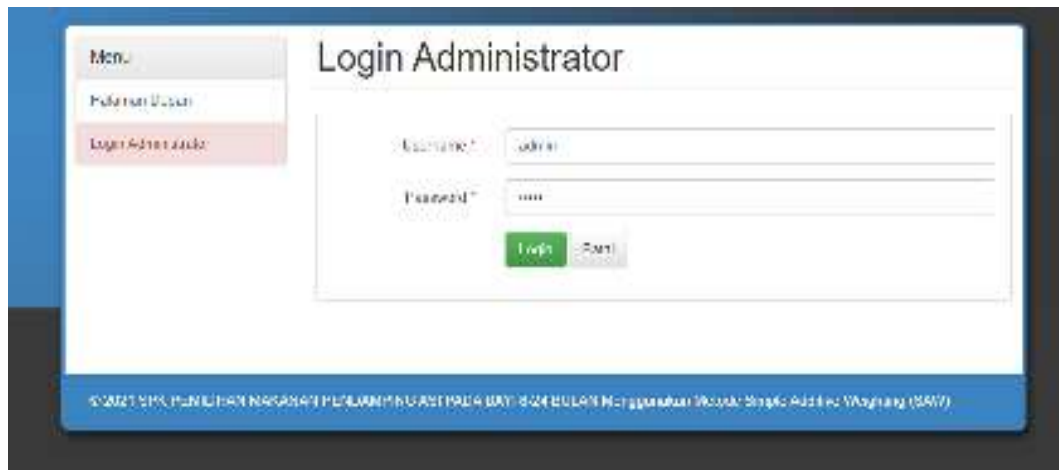 Menu
Login Administrator
Halaman Depan
Login Administrator
Username *
admin
Password *
•••••
Login
Batal
© 2021 SPK PEMILIHAN MAKANAN PENDAMPING ASI PADA BAYI 6-24 BULAN Menggunakan Metode Simple Additive Weighting (SAW)